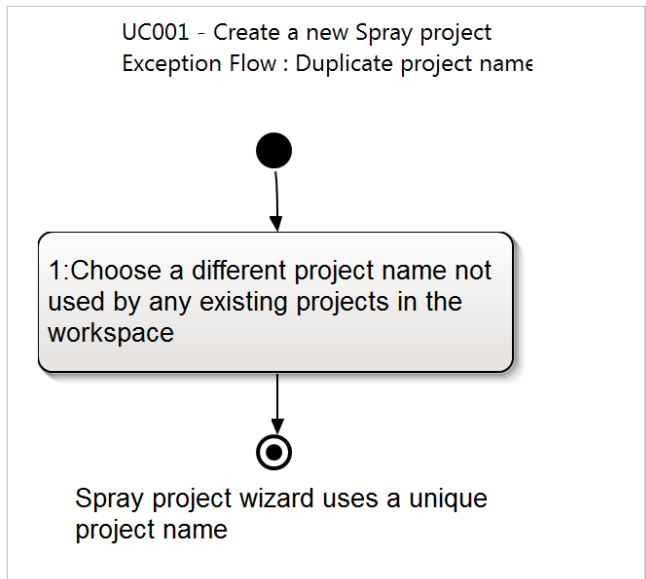 UC001 - Create a new Spray project
Exception Flow : Duplicate project name
1:Choose a different project name not
used by any existing projects in the
workspace
Spray project wizard uses a unique
project name